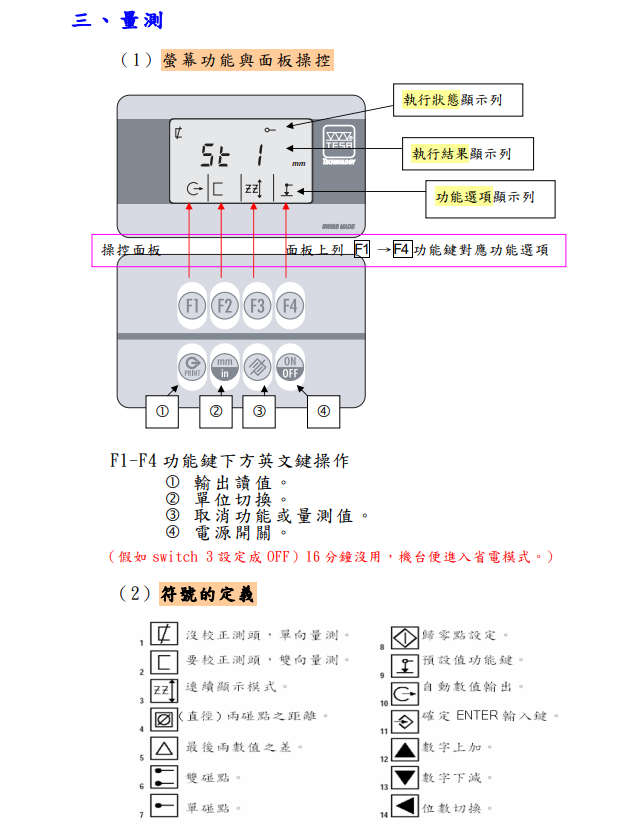 三、量測
(1)螢幕功能與面板操控
執行狀態顯示列
執行結果顯示列
功能選項顯示列
St 1
mm
ZZ
TESA
TECHNOLOGY
SWISS MADE
操控面板 面板上列 F1 →F4功能鍵對應功能選項
F1 F2 F3 F4
PRINT
mm
in
ON
OFF
① ② ③ ④
F1-F4 功能鍵下方英文鍵操作
① 輸出讀值。
② 單位切換。
③ 取消功能或量測值。
④ 電源開關。
(假如 switch 3 設定成 OFF) 16 分鐘沒用，機台便進入省電模式。)
(2)符號的定義
1 沒校正測頭，單向量測。
2 要校正測頭，雙向量測。
3 ZZ 連續顯示模式。
4 (直徑)兩碰點之距離。
5 最後兩數值之差。
6 雙碰點。
7 單碰點。
8 歸零點設定。
9 預設值功能鍵。
10 自動數值輸出。
11 確定 ENTER 輸入鍵。
12 數字上加。
13 數字下減。
14 位數切換。